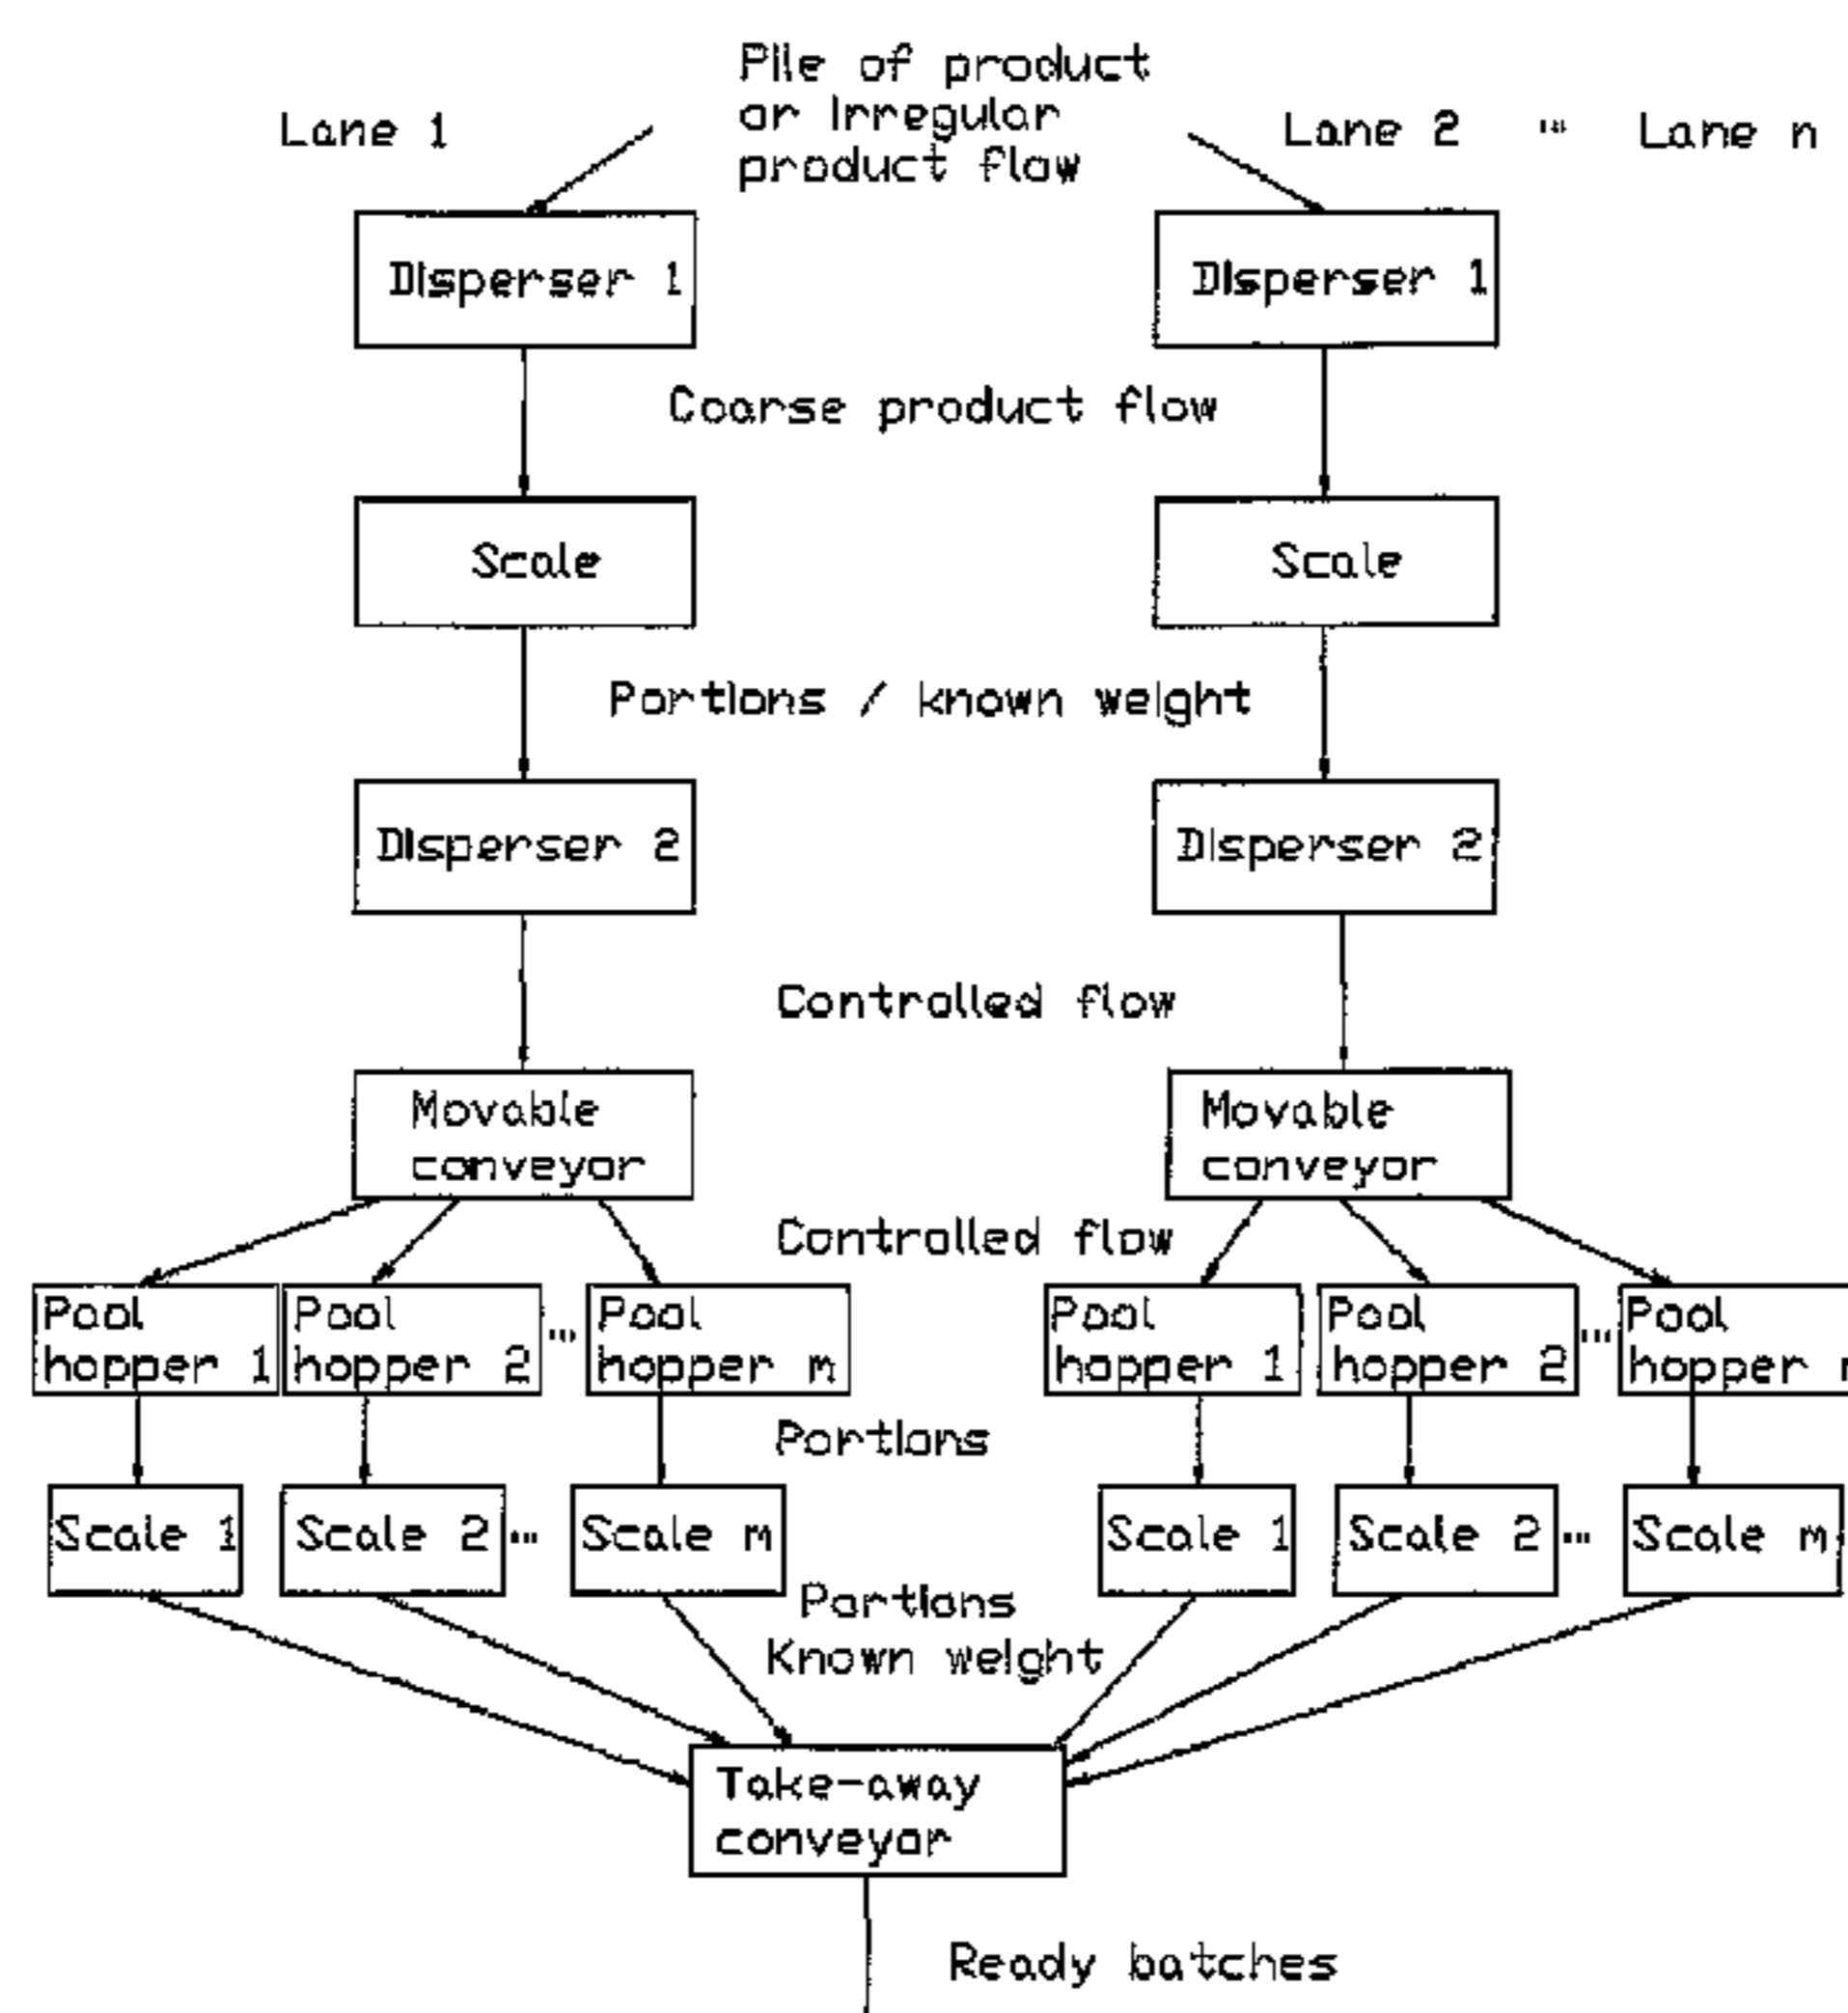 Pile of product
or Irregular
product flow
Lane 1
Lane 2 ... Lane n
Disperser 1
Disperser 1
Coarse product flow
Scale
Scale
Portions / known weight
Disperser 2
Disperser 2
Controlled flow
Movable
conveyor
Movable
conveyor
Controlled flow
Pool
hopper 1
Pool
hopper 2
...
Pool
hopper m
Pool
hopper 1
Pool
hopper 2
...
Pool
hopper
Portions
Scale 1
Scale 2 ...
Scale m
Scale 1
Scale 2 ...
Scale m
Portions
Known weight
Take-away
conveyor
Ready batches